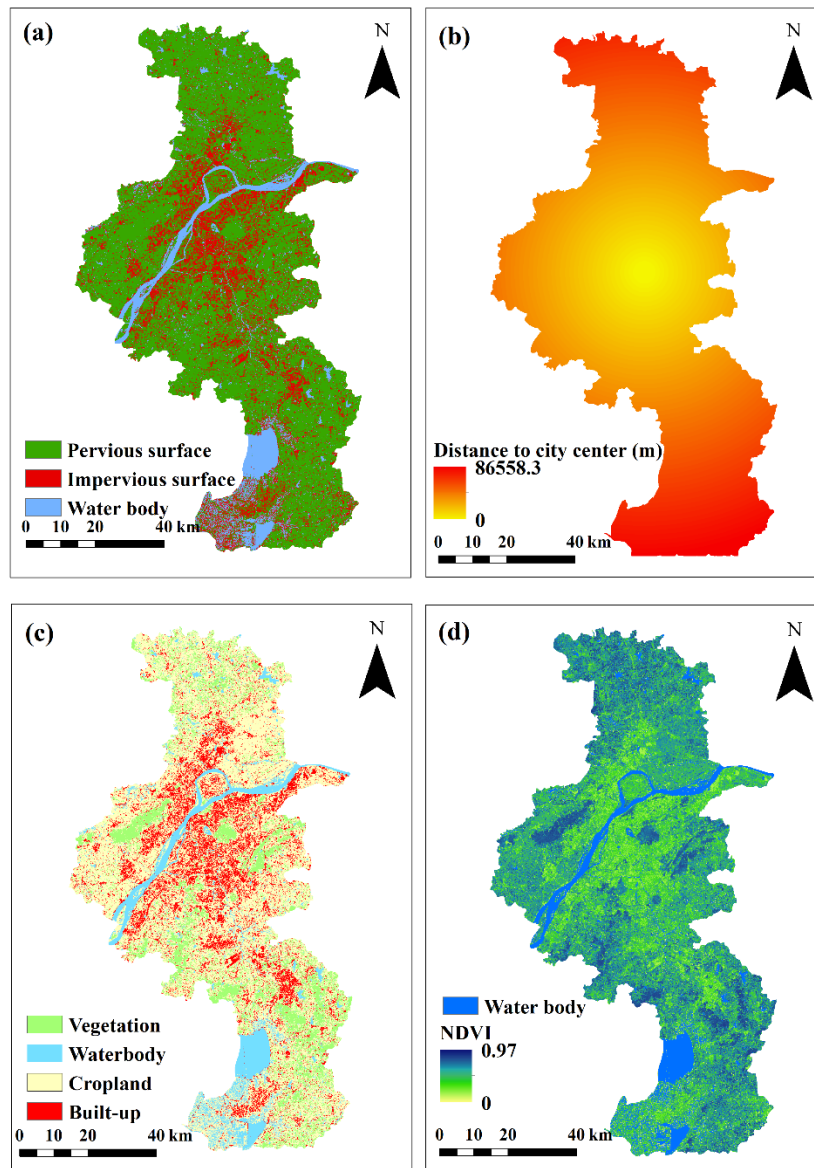 (a)
N
Pervious surface
Impervious surface
Water body
0 10 20 40 km
(b)
N
Distance to city center (m)
86558.3
0
0 10 20 40 km
(c)
N
Vegetation
Waterbody
Cropland
Built-up
0 10 20 40 km
(d)
N
Water body
NDVI
0.97
0
0 10 20 40 km